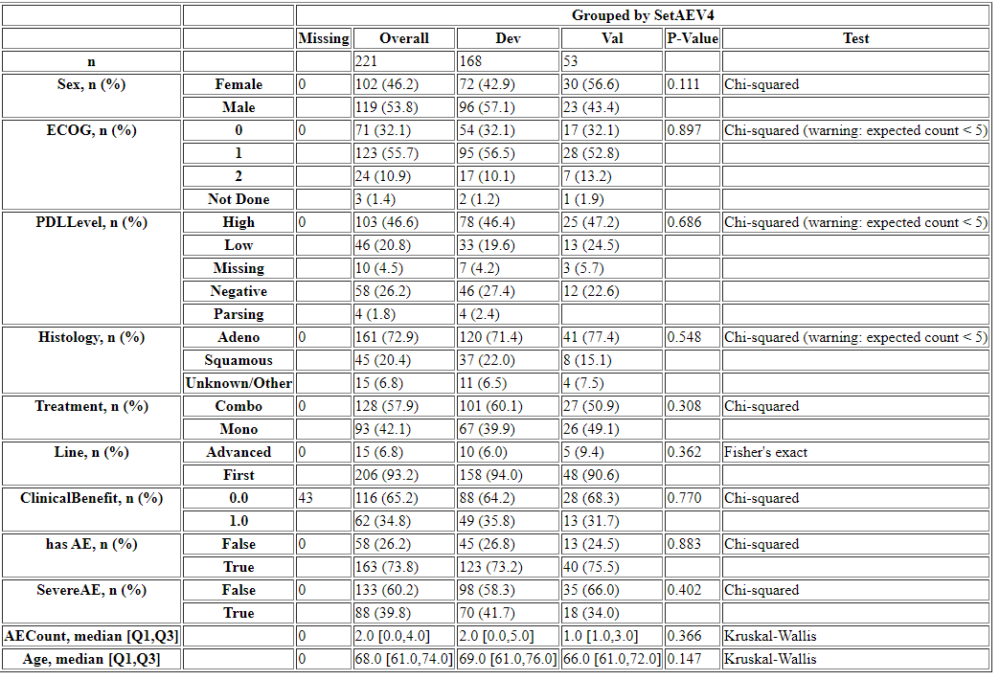 Grouped by SetAEV4
Missing Overall Dev Val P-Value Test
n 221 168 53
Sex, n (%) Female 0 102 (46.2) 72 (42.9) 30 (56.6) 0.111 Chi-squared
Male 119 (53.8) 96 (57.1) 23 (43.4)
ECOG, n (%) 0 0 71 (32.1) 54 (32.1) 17 (32.1) 0.897 Chi-squared (warning: expected count < 5)
1 123 (55.7) 95 (56.5) 28 (52.8)
2 24 (10.9) 17 (10.1) 7 (13.2)
Not Done 3 (1.4) 2 (1.2) 1 (1.9)
PDLLevel, n (%) High 0 103 (46.6) 78 (46.4) 25 (47.2) 0.686 Chi-squared (warning: expected count < 5)
Low 46 (20.8) 33 (19.6) 13 (24.5)
Missing 10 (4.5) 7 (4.2) 3 (5.7)
Negative 58 (26.2) 46 (27.4) 12 (22.6)
Parsing 4 (1.8) 4 (2.4)
Histology, n (%) Adeno 0 161 (72.9) 120 (71.4) 41 (77.4) 0.548 Chi-squared (warning: expected count < 5)
Squamous 45 (20.4) 37 (22.0) 8 (15.1)
Unknown/Other 15 (6.8) 11 (6.5) 4 (7.5)
Treatment, n (%) Combo 0 128 (57.9) 101 (60.1) 27 (50.9) 0.308 Chi-squared
Mono 93 (42.1) 67 (39.9) 26 (49.1)
Line, n (%) Advanced 0 15 (6.8) 10 (6.0) 5 (9.4) 0.362 Fisher's exact
First 206 (93.2) 158 (94.0) 48 (90.6)
ClinicalBenefit, n (%) 0.0 43 116 (65.2) 88 (64.2) 28 (68.3) 0.770 Chi-squared
1.0 62 (34.8) 49 (35.8) 13 (31.7)
has AE, n (%) False 0 58 (26.2) 45 (26.8) 13 (24.5) 0.883 Chi-squared
True 163 (73.8) 123 (73.2) 40 (75.5)
SevereAE, n (%) False 0 133 (60.2) 98 (58.3) 35 (66.0) 0.402 Chi-squared
True 88 (39.8) 70 (41.7) 18 (34.0)
AECount, median [Q1,Q3] 0 2.0 [0.0,4.0] 2.0 [0.0,5.0] 1.0 [1.0,3.0] 0.366 Kruskal-Wallis
Age, median [Q1,Q3] 0 68.0 [61.0,74.0] 69.0 [61.0,76.0] 66.0 [61.0,72.0] 0.147 Kruskal-Wallis